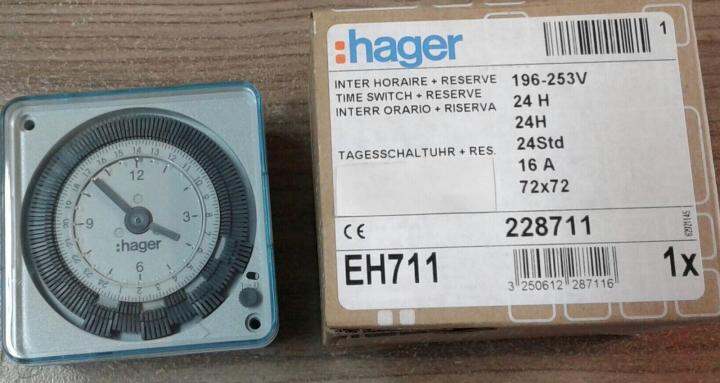 :hager
1
INTER HORAIRE + RESERVE 196-253V
TIME SWITCH + RESERVE 24 H
INTERR ORARIO + RISERVA 24H
24Std
TAGESSCHALTUHR + RES. 16 A
72x72
CE 228711
EH711 1x
3 250612 287116
12
9 3
:hager
6